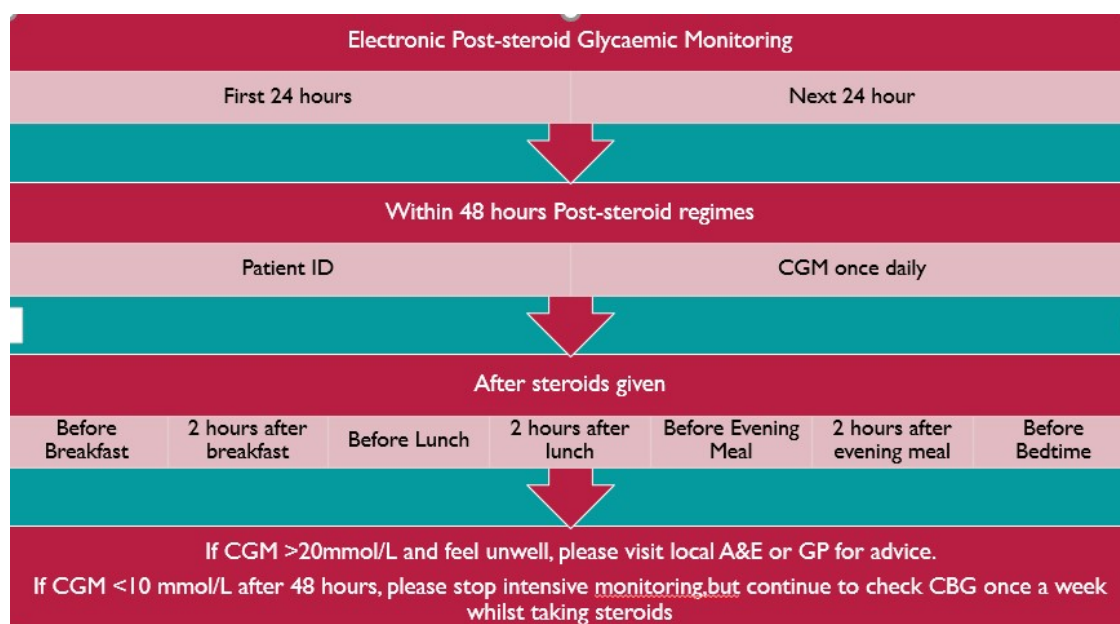 Electronic Post-steroid Glycaemic Monitoring
First 24 hours
Next 24 hour
Within 48 hours Post-steroid regimes
Patient ID
CGM once daily
After steroids given
Before
Breakfast
2 hours after
breakfast
Before Lunch
2 hours after
lunch
Before Evening
Meal
2 hours after
evening meal
Before
Bedtime
If CGM >20mmol/L and feel unwell, please visit local A&E or GP for advice.
If CGM <10 mmol/L after 48 hours, please stop intensive monitoring,but continue to check CBG once a week
whilst taking steroids